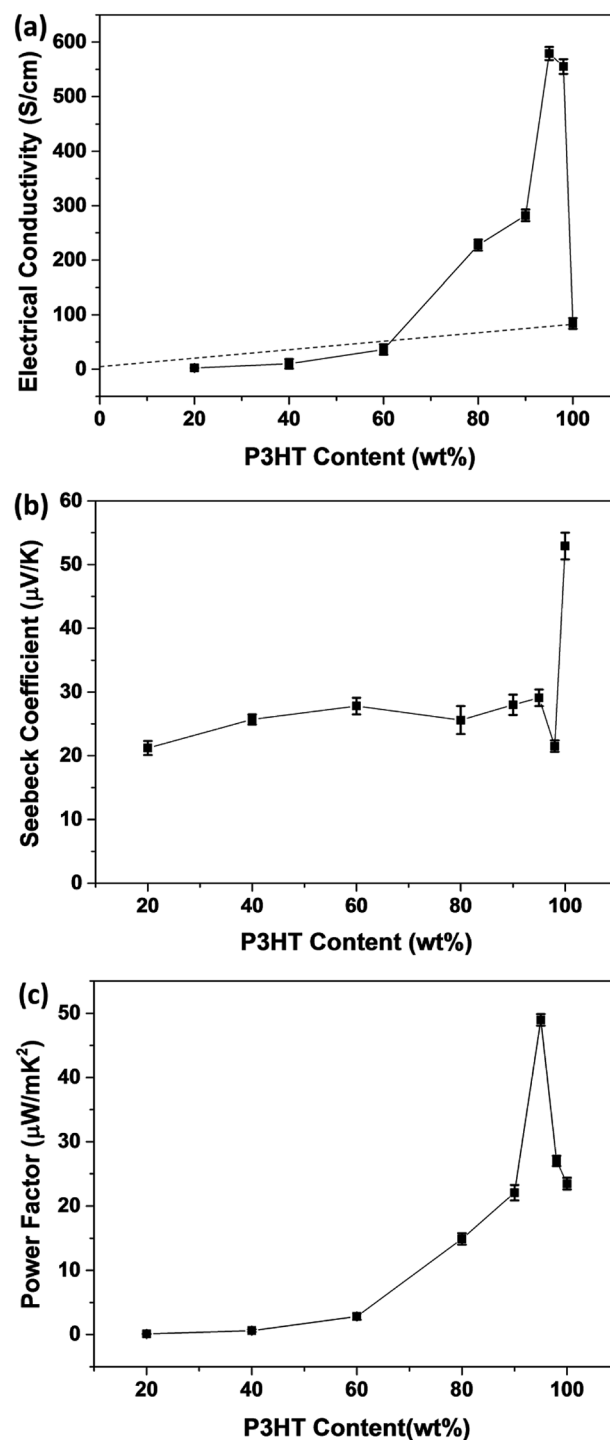 (a)
600
500
400
300
200
100
0
Electrical Conductivity (S/cm)
0 20 40 60 80 100
P3HT Content (wt%)
(b)
60
50
40
30
20
10
0
Seebeck Coefficient (μV/K)
20 40 60 80 100
P3HT Content (wt%)
(c)
50
40
30
20
10
0
Power Factor (μW/mK²)
20 40 60 80 100
P3HT Content(wt%)